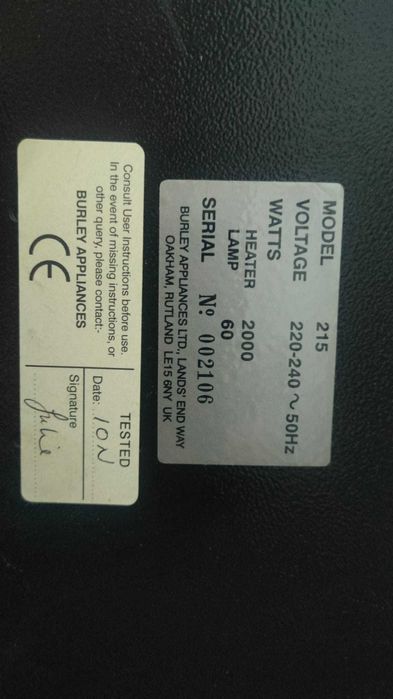 MODEL 215
VOLTAGE 220-240 ~ 50Hz
WATTS
HEATER 2000
LAMP 60
SERIAL Nº 002106
BURLEY APPLIANCES LTD., LANDS' END WAY
OAKHAM, RUTLAND LE15 6NY UK
Consult User Instructions before use.
In the event of missing instructions, or
other query, please contact:-
BURLEY APPLIANCES
CE
TESTED
Date: 10N
Signature
Julie